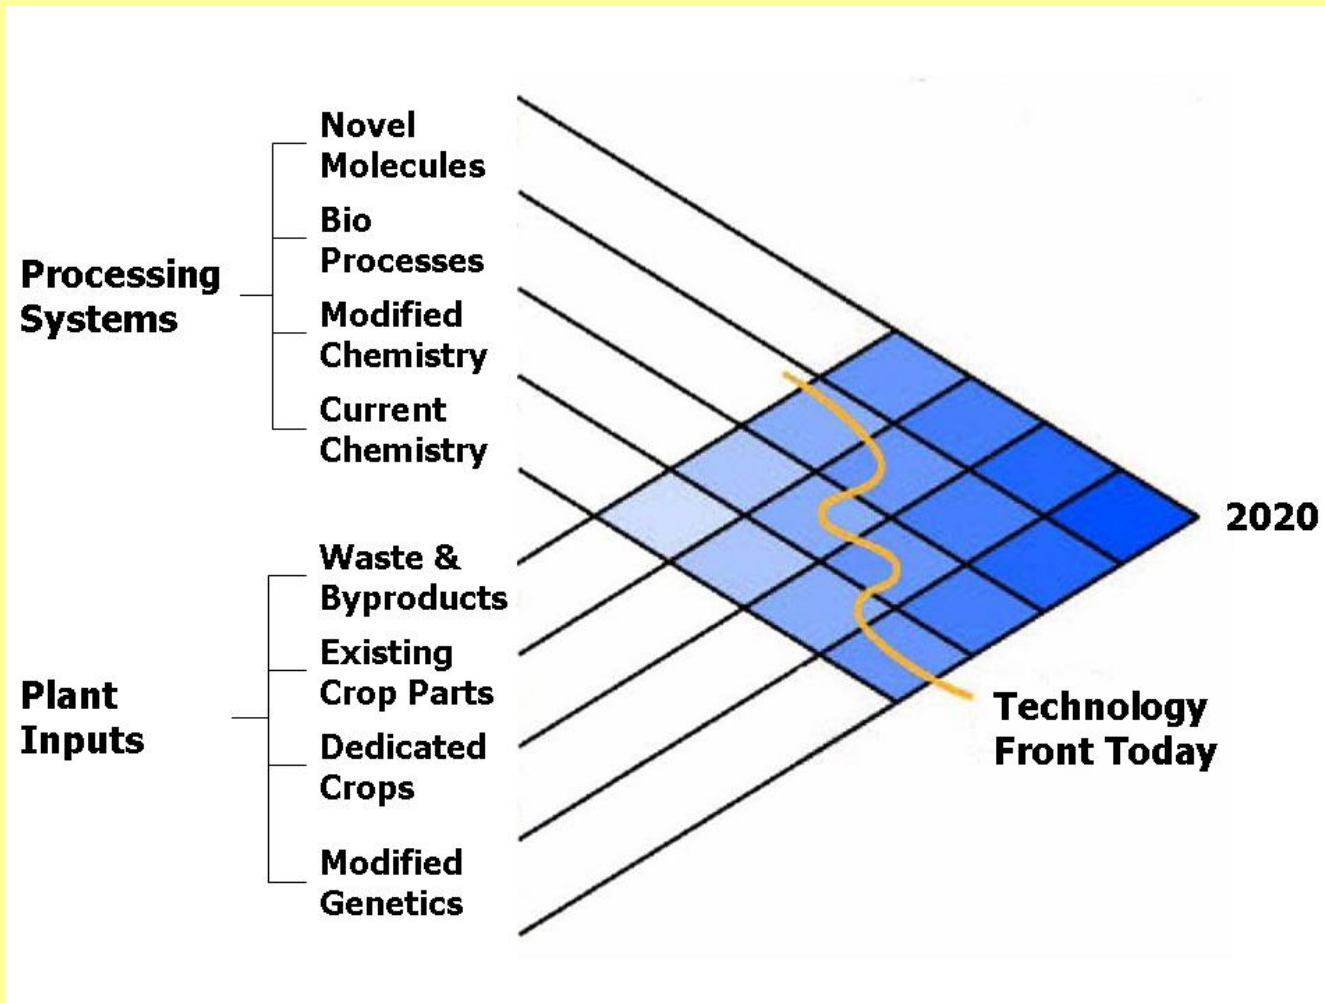 Processing
Systems
Novel
Molecules
Bio
Processes
Modified
Chemistry
Current
Chemistry
Plant
Inputs
Waste &
Byproducts
Existing
Crop Parts
Dedicated
Crops
Modified
Genetics
2020
Technology
Front Today